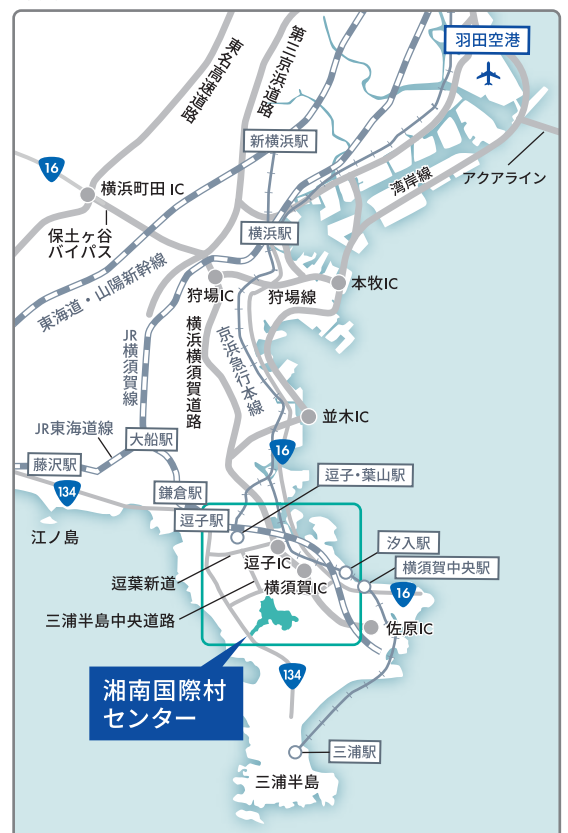 羽田空港
東名高速道路
第三京浜道路
新横浜駅
16
横浜町田 IC
湾岸線
アクアライン
保土ヶ谷
バイパス
横浜駅
東海道・山陽新幹線
狩場IC
狩場線
本牧IC
JR横須賀線
横浜横須賀道路
京浜急行本線
並木IC
JR東海道線
大船駅
16
藤沢駅
逗子・葉山駅
134
鎌倉駅
逗子駅
江ノ島
汐入駅
逗子IC
横須賀中央駅
逗葉新道
横須賀IC
16
三浦半島中央道路
佐原IC
湘南国際村
センター
134
三浦駅
三浦半島